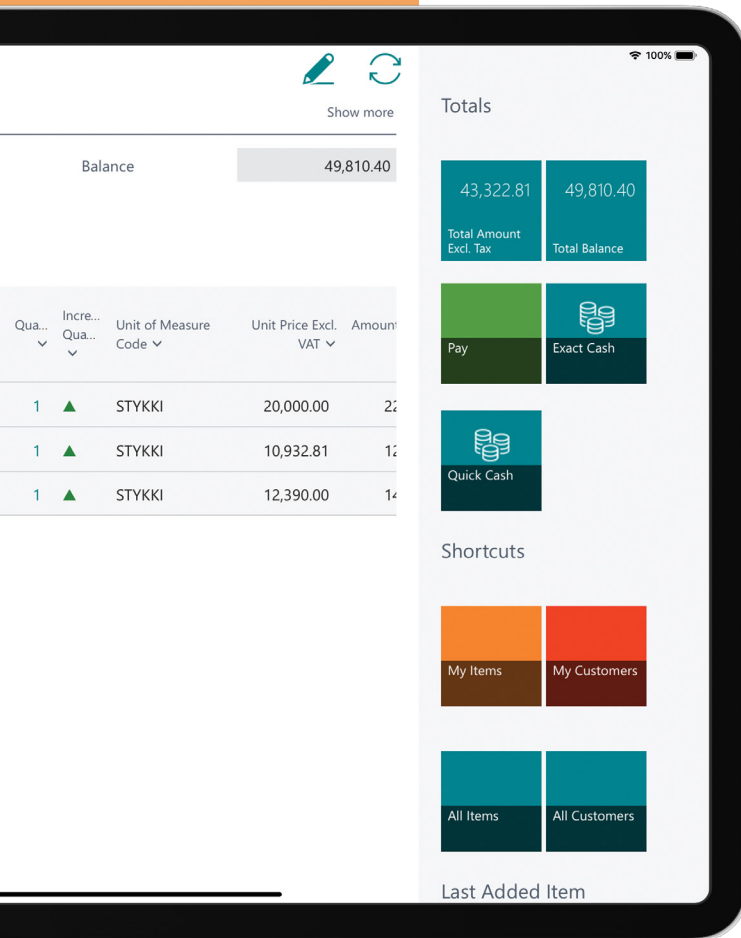 100%
Show more
Balance 49,810.40
Qua... Incre... Qua... Unit of Measure Code Unit Price Excl. VAT Amount
1 STYKKI 20,000.00
1 STYKKI 10,932.81
1 STYKKI 12,390.00
Totals
43,322.81
Total Amount
Excl. Tax
49,810.40
Total Balance
Pay
Exact Cash
Quick Cash
Shortcuts
My Items
My Customers
All Items
All Customers
Last Added Item